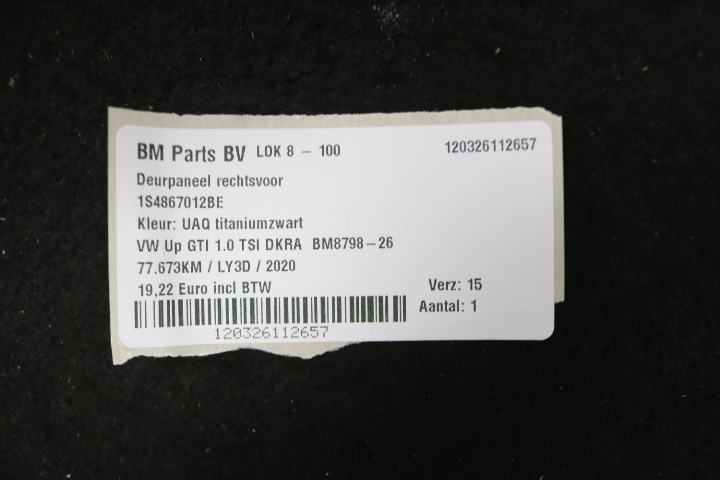 BM Parts BV LOK 8 - 100 120326112657
Deurpaneel rechtsvoor
1S4867012BE
Kleur: UAQ titaniumzwart
VW Up GTI 1.0 TSI DKRA BM8798-26
77.673KM / LY3D / 2020
19,22 Euro incl BTW Verz: 15
Aantal: 1
120326112657